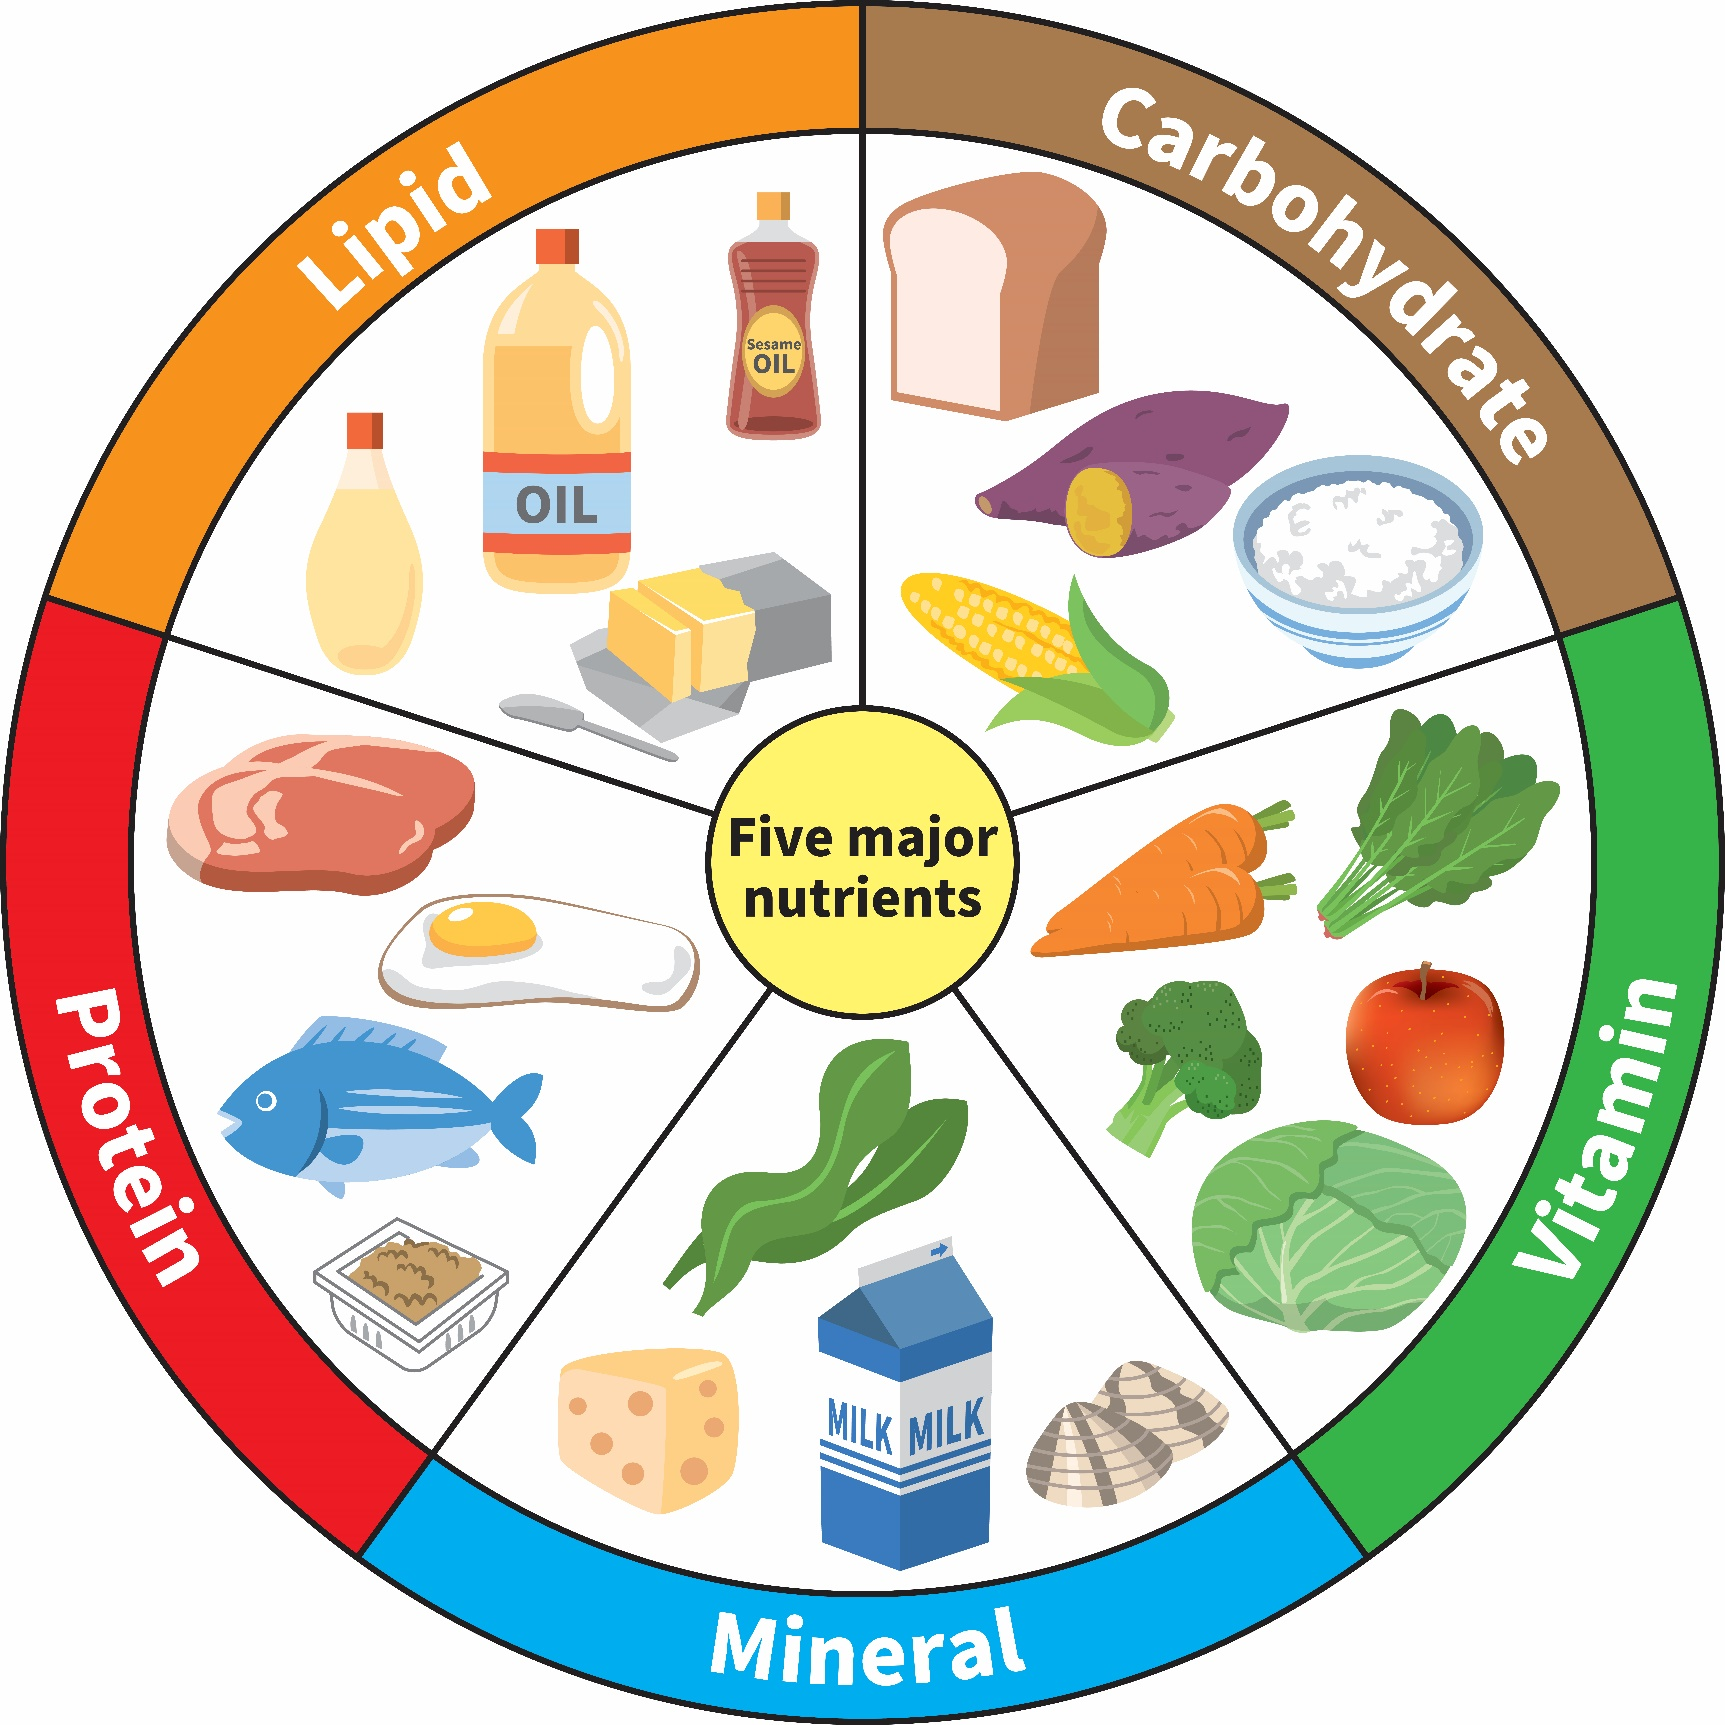 Lipid
Carbohydrate
Sesame
OIL
OIL
Five major
nutrients
Protein
Vitamin
MILK MILK
Mineral